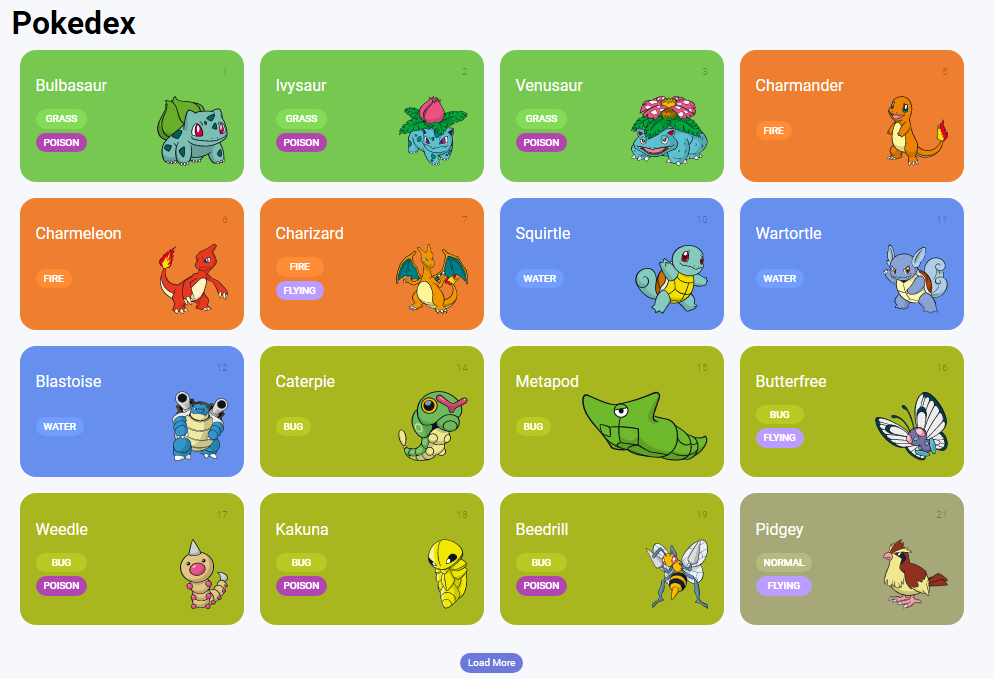 Pokedex
1
Bulbasaur
GRASS
POISON
2
Ivysaur
GRASS
POISON
3
Venusaur
GRASS
POISON
5
Charmander
FIRE
6
Charmeleon
FIRE
7
Charizard
FIRE
FLYING
10
Squirtle
WATER
11
Wartortle
WATER
12
Blastoise
WATER
14
Caterpie
BUG
15
Metapod
BUG
16
Butterfree
BUG
FLYING
17
Weedle
BUG
POISON
18
Kakuna
BUG
POISON
19
Beedrill
BUG
POISON
21
Pidgey
NORMAL
FLYING
Load More